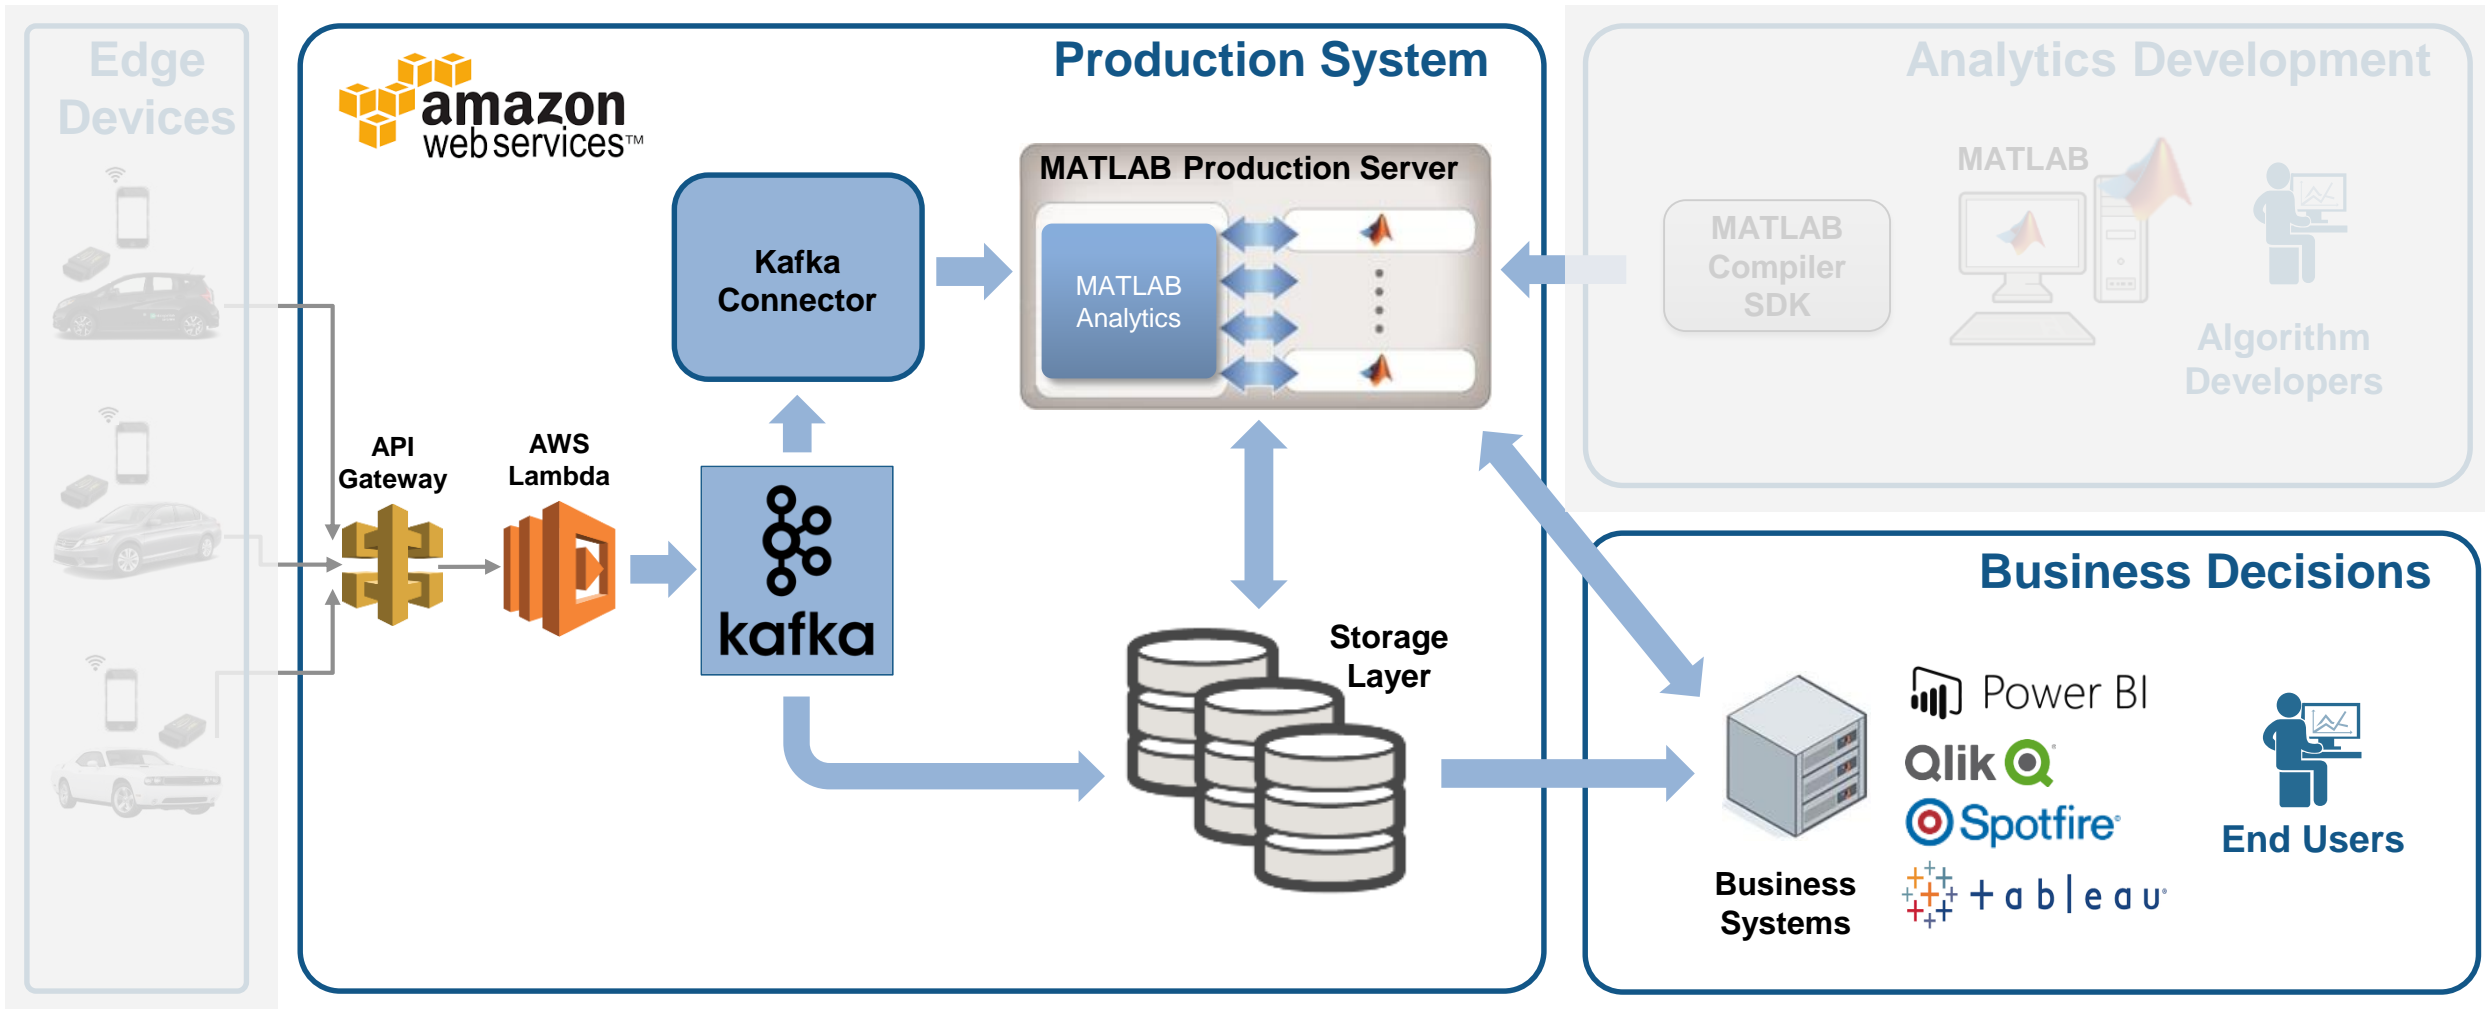 Edge
Devices
amazon
web services™
Production System
Kafka
Connector
MATLAB Production Server
MATLAB
Analytics
API
Gateway
AWS
Lambda
kafka
Storage
Layer
Analytics Development
MATLAB
MATLAB
Compiler
SDK
Algorithm
Developers
Business Decisions
Power BI
Qlik
Spotfire®
+ableau®
End Users
Business
Systems